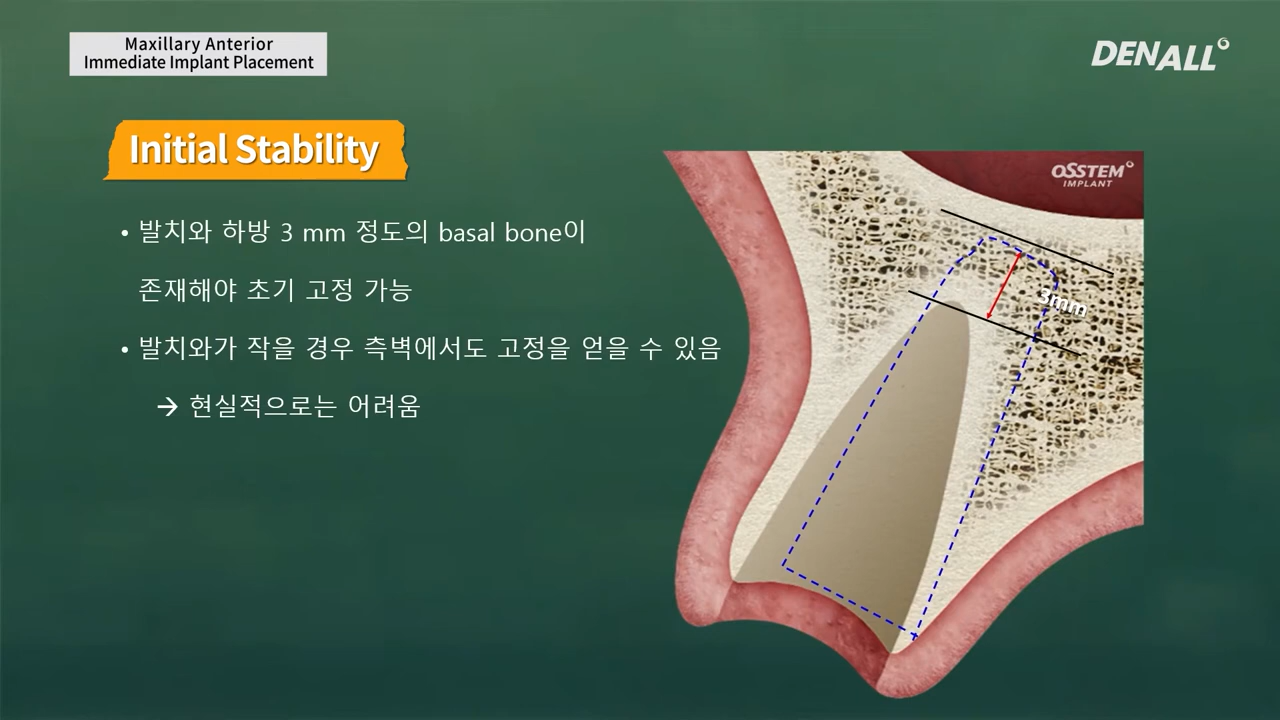 Maxillary Anterior
Immediate Implant Placement
DENALL
Initial Stability
• 발치와 하방 3 mm 정도의 basal bone이
존재해야 초기 고정 가능
• 발치와가 작을 경우 측벽에서도 고정을 얻을 수 있음
→ 현실적으로는 어려움
OSSTEM
IMPLANT
3mm